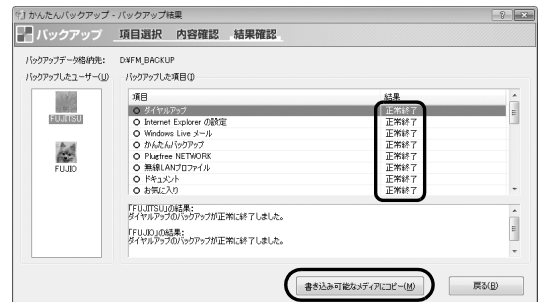 かんたんバックアップ - バックアップ結果
バックアップ 項目選択 内容確認 結果確認
バックアップデータ格納先: D:¥FM_BACKUP
バックアップしたユーザー(U) バックアップした項目(I)
FUJITSU
FUJIO
項目 結果
ダイヤルアップ 正常終了
Internet Explorer の設定 正常終了
Windows Live メール 正常終了
かんたんバックアップ 正常終了
Plugfree NETWORK 正常終了
無線LANプロファイル 正常終了
ドキュメント 正常終了
お気に入り 正常終了
「FUJITSU」の結果:
ダイヤルアップのバックアップが正常に終了しました。
「FUJIO」の結果:
ダイヤルアップのバックアップが正常に終了しました。
書き込み可能なメディアにコピー(M) 戻る(B)